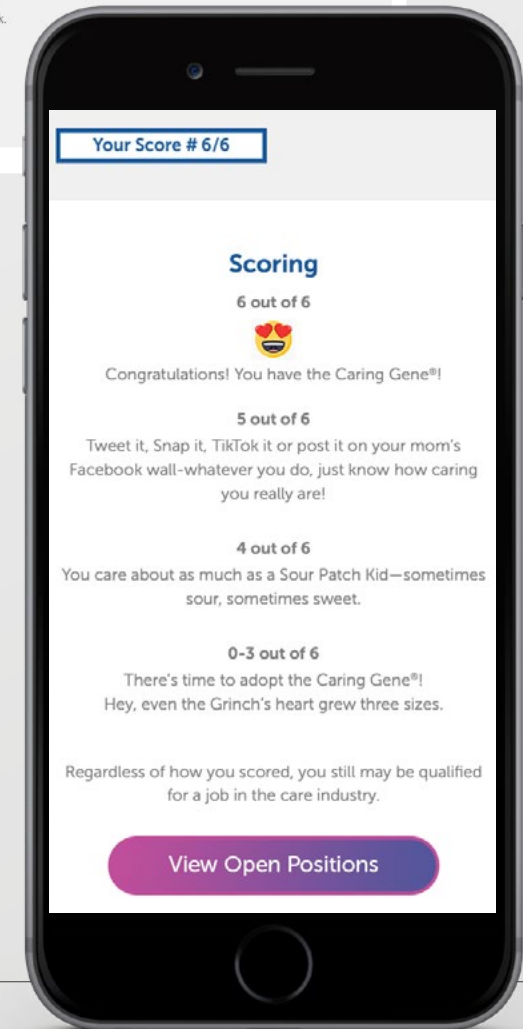 k.
Your Score # 6/6
Scoring
6 out of 6
Congratulations! You have the Caring Gene®!
5 out of 6
Tweet it, Snap it, TikTok it or post it on your mom's
Facebook wall-whatever you do, just know how caring
you really are!
4 out of 6
You care about as much as a Sour Patch Kid—sometimes
sour, sometimes sweet.
0-3 out of 6
There's time to adopt the Caring Gene®!
Hey, even the Grinch's heart grew three sizes.
Regardless of how you scored, you still may be qualified
for a job in the care industry.
View Open Positions